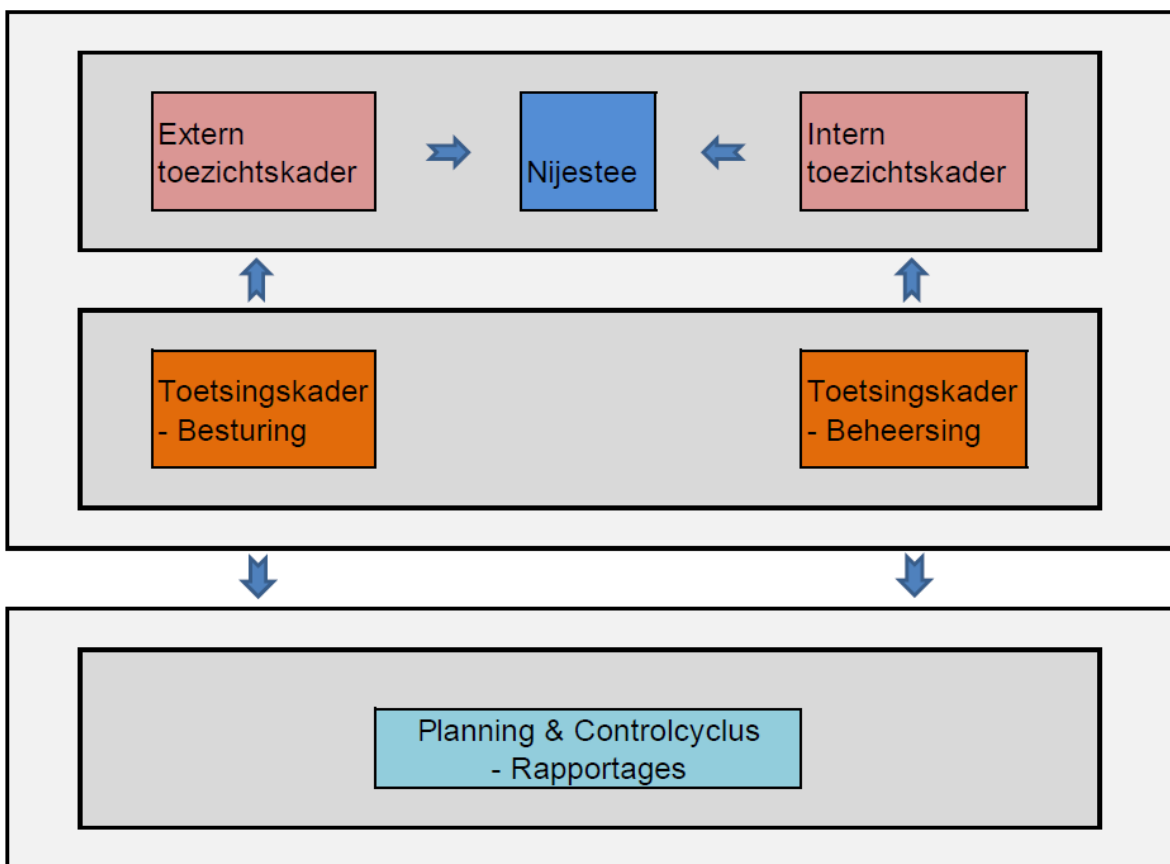 Extern
toezichtskader
Nijestee
Intern
toezichtskader
Toetsingskader
- Besturing
Toetsingskader
- Beheersing
Planning & Controlcyclus
- Rapportages